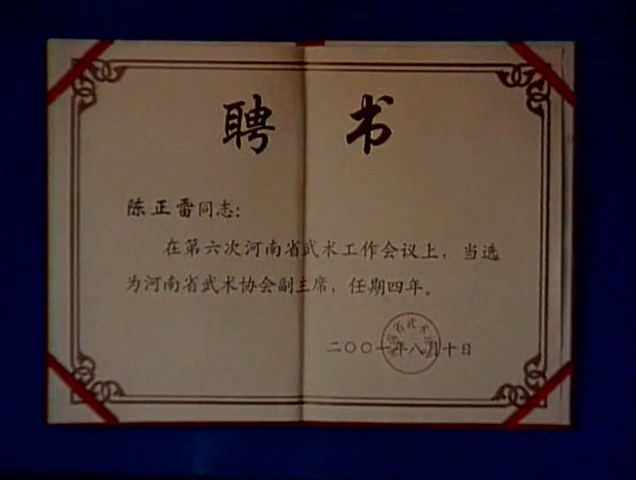 聘书
陈正雷同志：
在第六次河南省武术工作会议上，当选
为河南省武术协会副主席，任期四年。
二〇〇一年八月十日